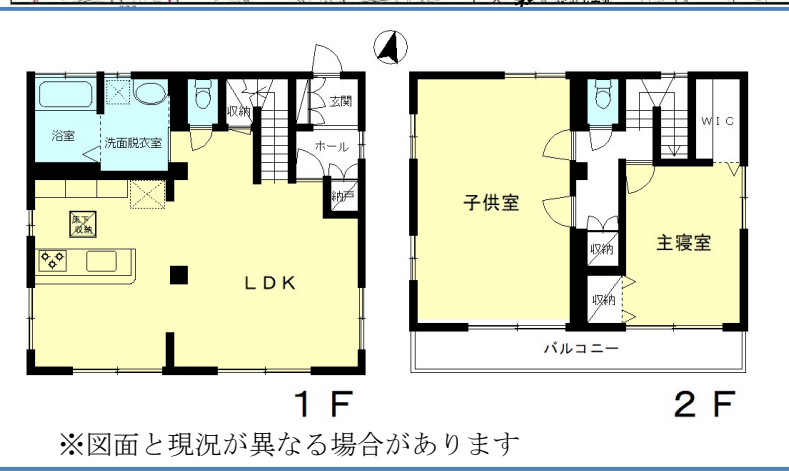 浴室
洗面脱衣室
収納
玄関
ホール
納戸
床下
収納
LDK
1F
子供室
WIC
主寝室
収納
収納
バルコニー
2F
※図面と現況が異なる場合があります